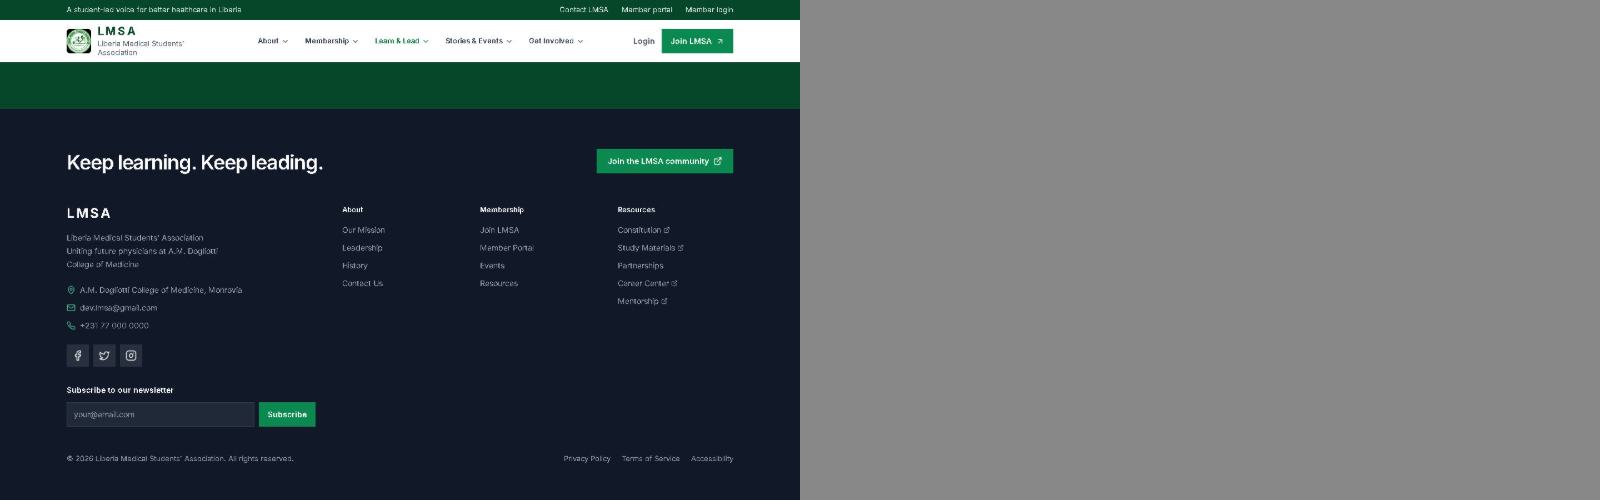 A student-led voice for better healthcare in Liberia
Contact LMSA
Member portal
Member login
LMSA
Liberia Medical Students'
Association
About
Membership
Learn & Lead
Stories & Events
Get Involved
Login
Join LMSA
Keep learning. Keep leading.
Join the LMSA community
LMSA
Liberia Medical Students' Association
Uniting future physicians at A.M. Dogliotti
College of Medicine
A.M. Dogliotti College of Medicine, Monrovia
dev.lmsa@gmail.com
+231 77 000 0000
Subscribe to our newsletter
your@email.com
Subscribe
About
Our Mission
Leadership
History
Contact Us
Membership
Join LMSA
Member Portal
Events
Resources
Resources
Constitution
Study Materials
Partnerships
Career Center
Mentorship
© 2026 Liberia Medical Students' Association. All rights reserved.
Privacy Policy
Terms of Service
Accessibility